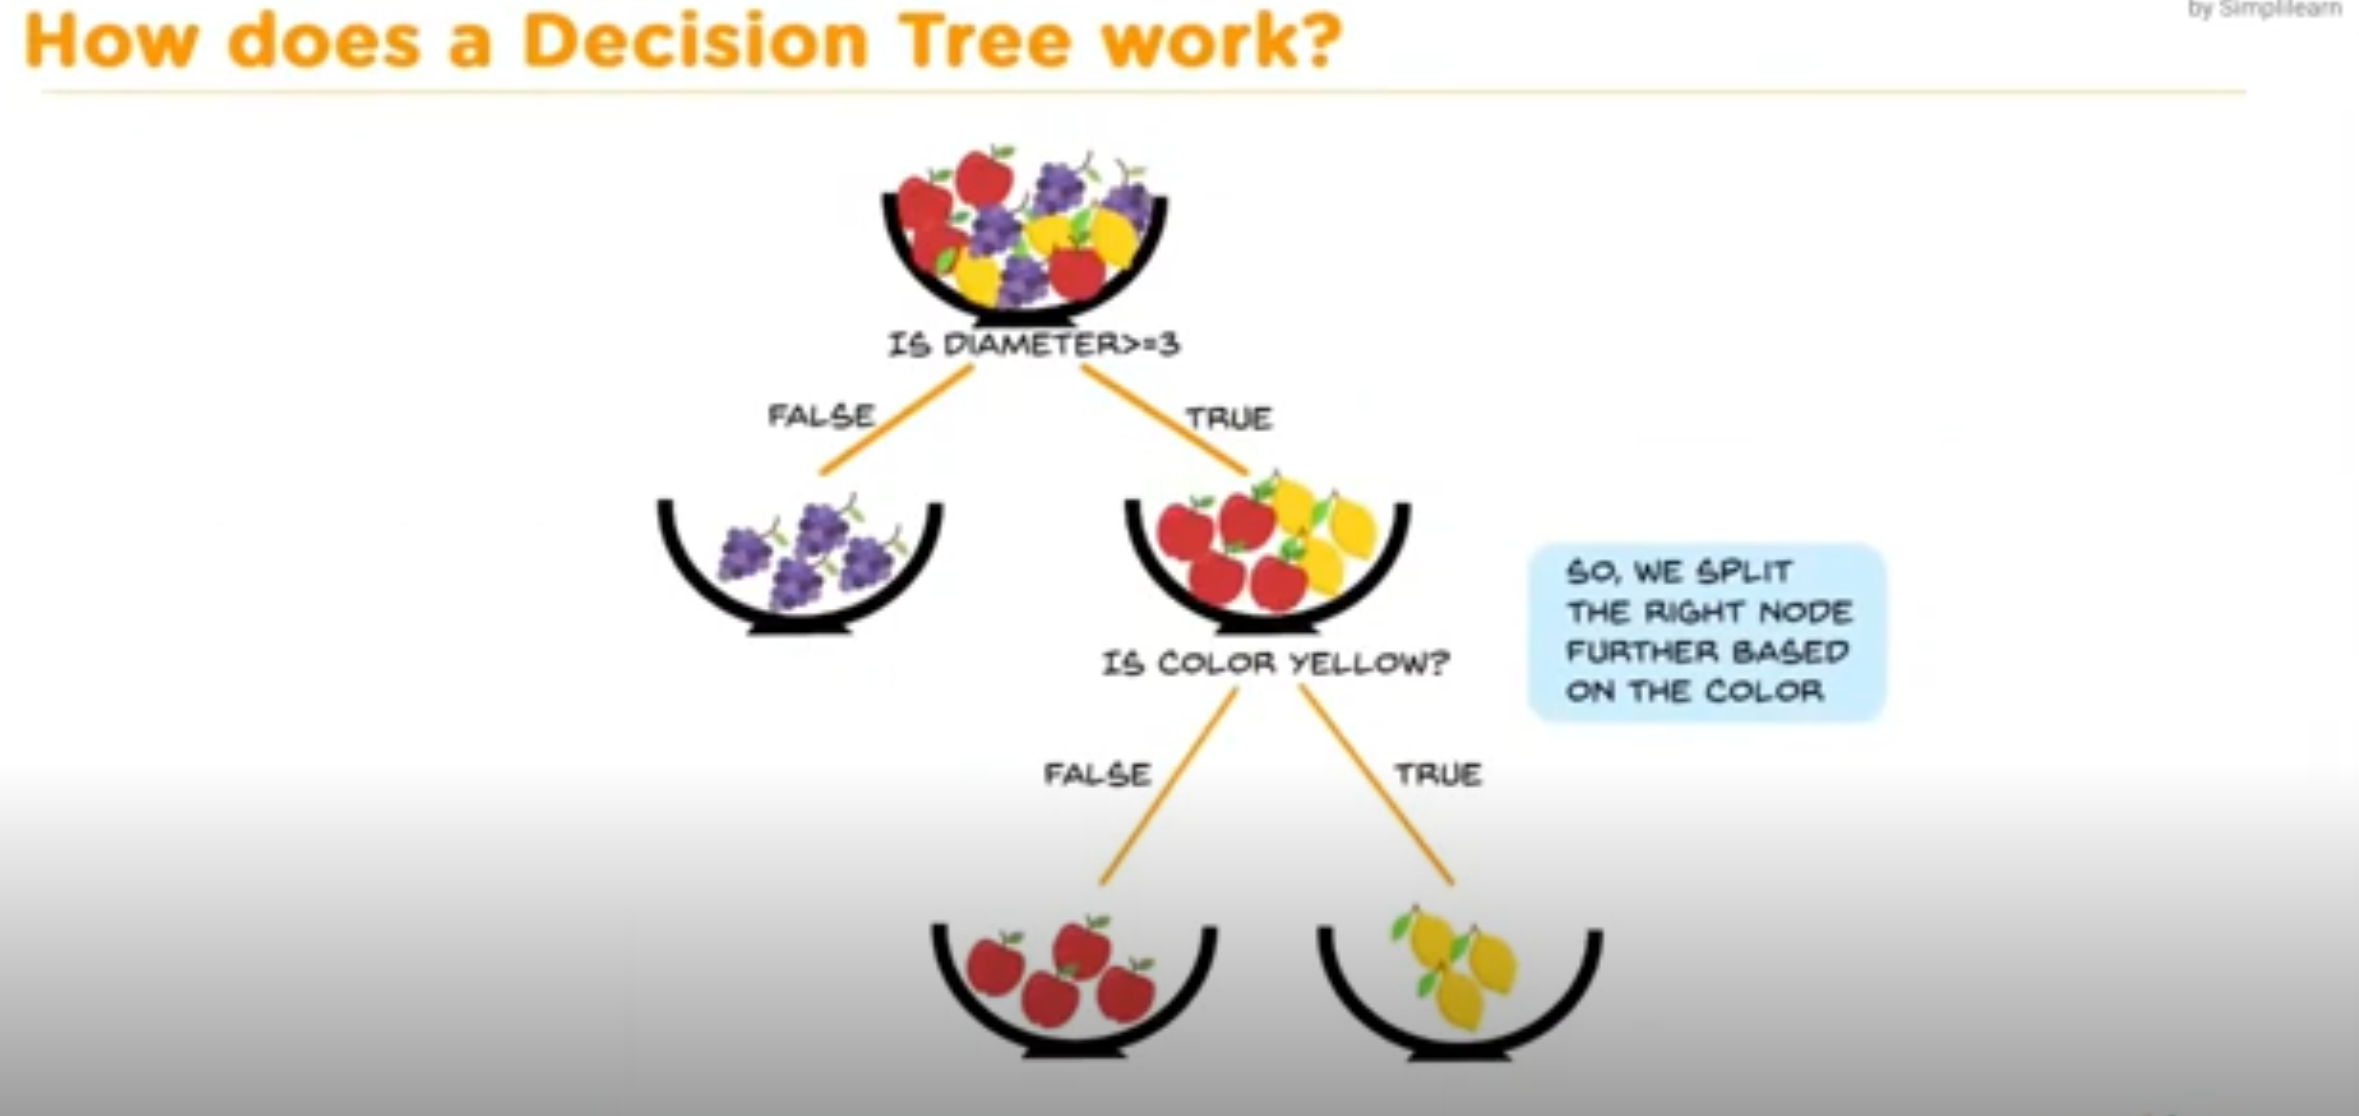 by Simplilearn
How does a Decision Tree work?
IS DIAMETER>=3
FALSE
TRUE
SO, WE SPLIT
THE RIGHT NODE
FURTHER BASED
ON THE COLOR
IS COLOR YELLOW?
FALSE
TRUE